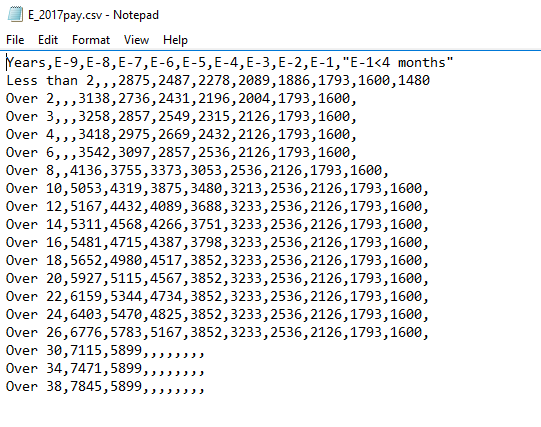 E_2017pay.csv - Notepad
File Edit Format View Help
Years,E-9,E-8,E-7,E-6,E-5,E-4,E-3,E-2,E-1,"E-1<4 months"
Less than 2,,,2875,2487,2278,2089,1886,1793,1600,1480
Over 2,,,3138,2736,2431,2196,2004,1793,1600,
Over 3,,,3258,2857,2549,2315,2126,1793,1600,
Over 4,,,3418,2975,2669,2432,2126,1793,1600,
Over 6,,,3542,3097,2857,2536,2126,1793,1600,
Over 8,,4136,3755,3373,3053,2536,2126,1793,1600,
Over 10,5053,4319,3875,3480,3213,2536,2126,1793,1600,
Over 12,5167,4432,4089,3688,3233,2536,2126,1793,1600,
Over 14,5311,4568,4266,3751,3233,2536,2126,1793,1600,
Over 16,5481,4715,4387,3798,3233,2536,2126,1793,1600,
Over 18,5652,4980,4517,3852,3233,2536,2126,1793,1600,
Over 20,5927,5115,4567,3852,3233,2536,2126,1793,1600,
Over 22,6159,5344,4734,3852,3233,2536,2126,1793,1600,
Over 24,6403,5470,4825,3852,3233,2536,2126,1793,1600,
Over 26,6776,5783,5167,3852,3233,2536,2126,1793,1600,
Over 30,7115,5899,,,,,,,,
Over 34,7471,5899,,,,,,,,
Over 38,7845,5899,,,,,,,,